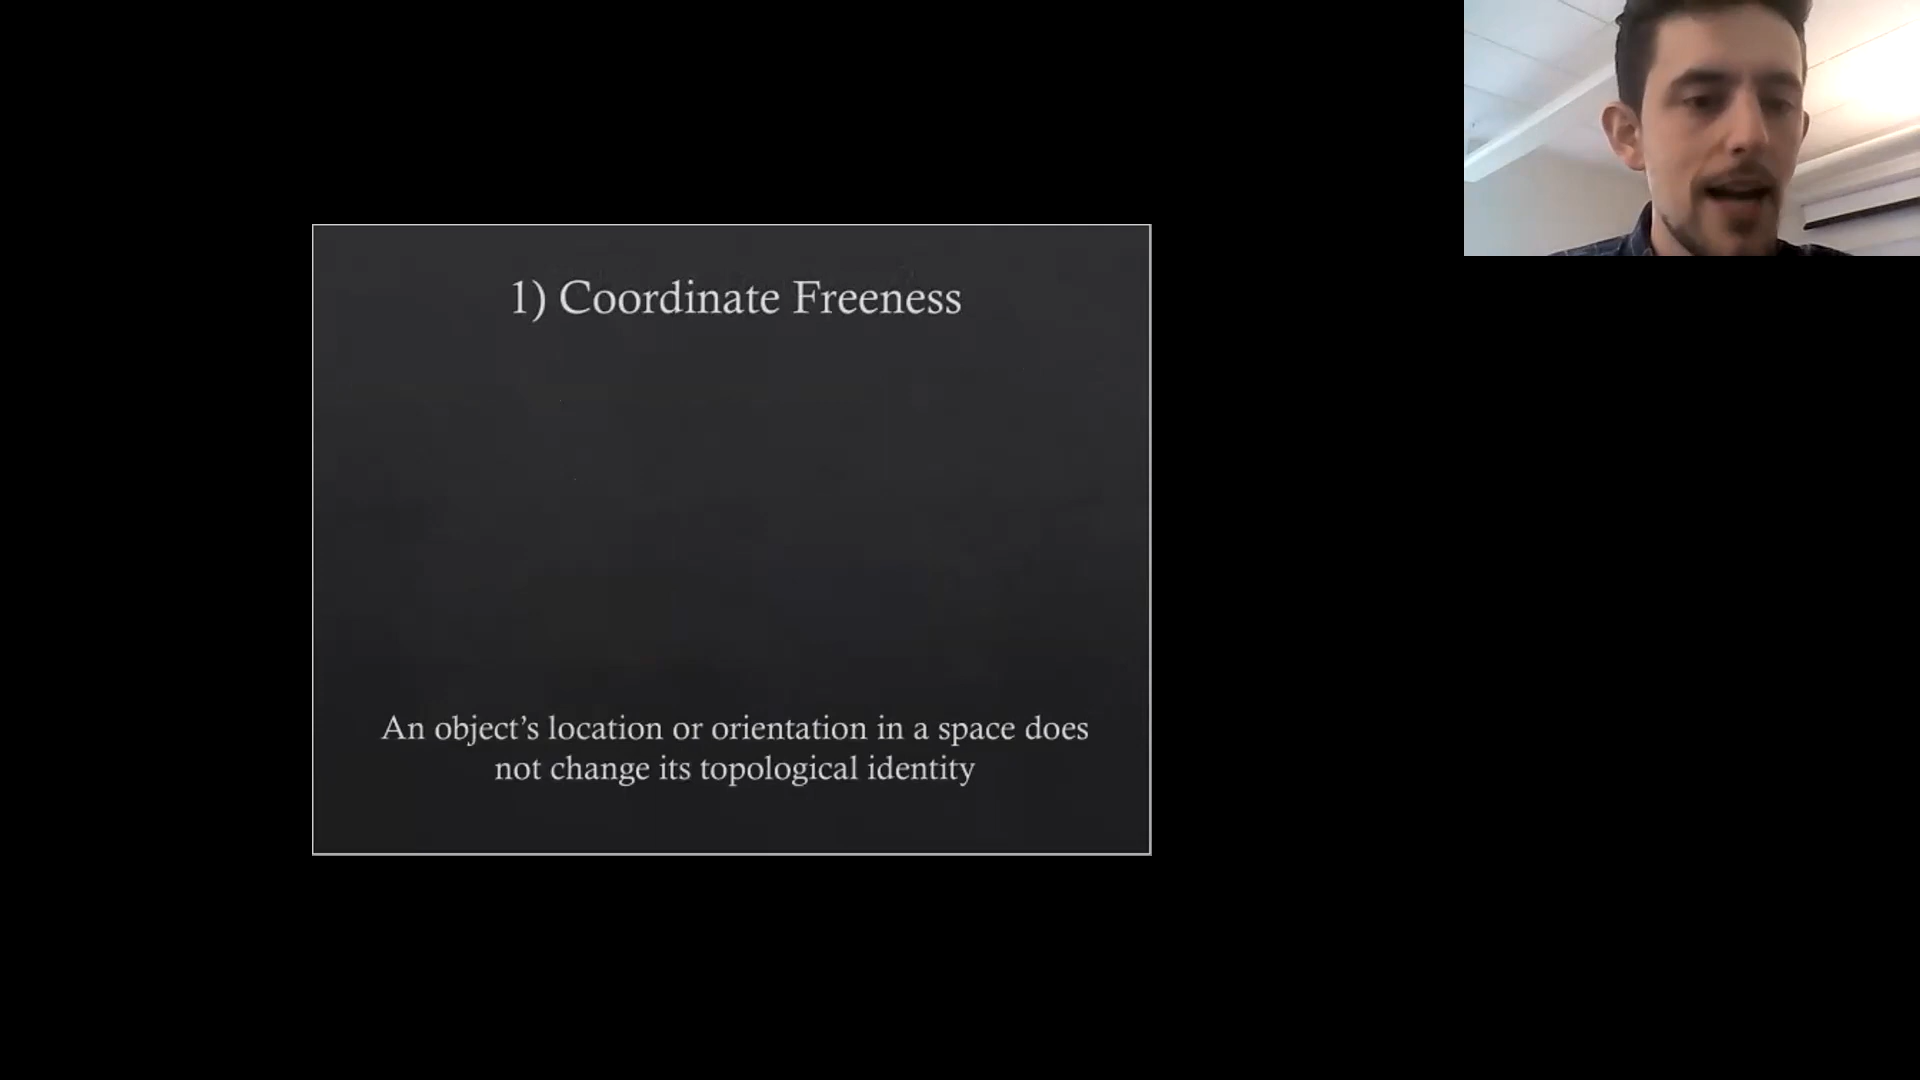 1) Coordinate Freeness
An object’s location or orientation in a space does
not change its topological identity